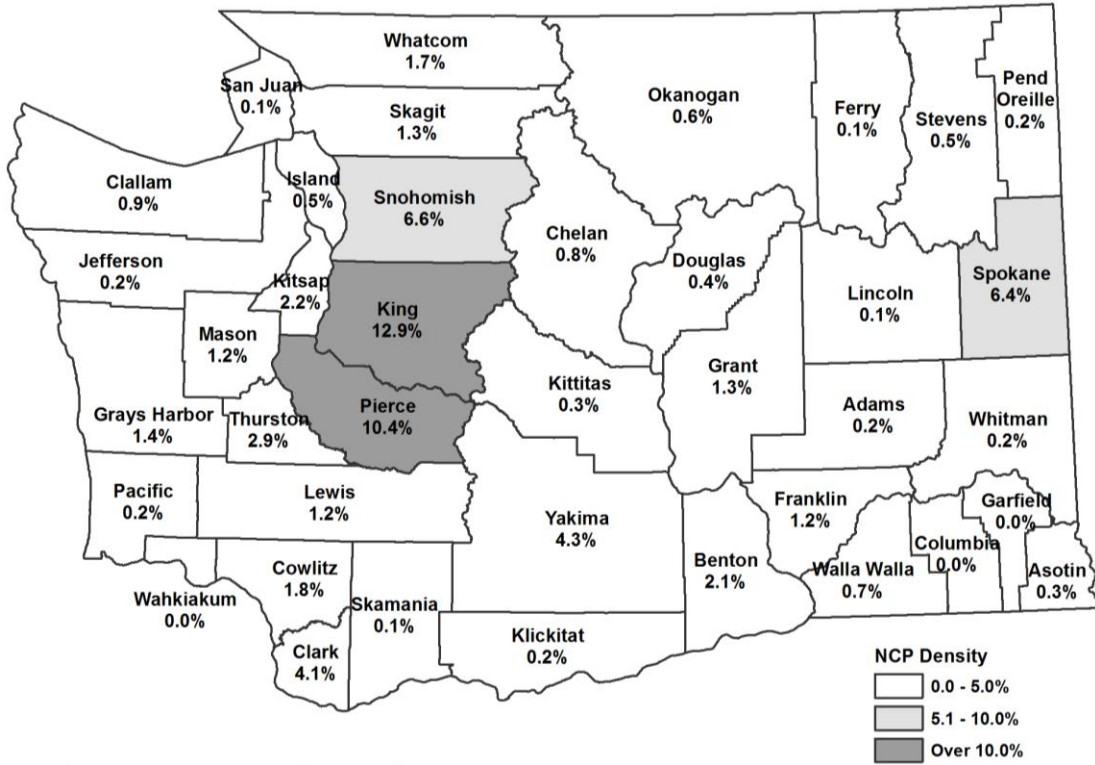 Whatcom
1.7%
San Juan
0.1%
Skagit
1.3%
Okanogan
0.6%
Ferry
0.1%
Stevens
0.5%
Pend
Oreille
0.2%
Clallam
0.9%
Island
0.5%
Snohomish
6.6%
Chelan
0.8%
Douglas
0.4%
Spokane
6.4%
Jefferson
0.2%
Kitsap
2.2%
King
12.9%
Lincoln
0.1%
Mason
1.2%
Grant
1.3%
Kittitas
0.3%
Grays Harbor
1.4%
Thurston
2.9%
Pierce
10.4%
Adams
0.2%
Whitman
0.2%
Pacific
0.2%
Lewis
1.2%
Yakima
4.3%
Franklin
1.2%
Garfield
0.0%
Benton
2.1%
Walla Walla
0.7%
Columbia
0.0%
Asotin
0.3%
Wahkiakum
0.0%
Cowlitz
1.8%
Skamania
0.1%
Clark
4.1%
Klickitat
0.2%
NCP Density
0.0 - 5.0%
5.1 - 10.0%
Over 10.0%